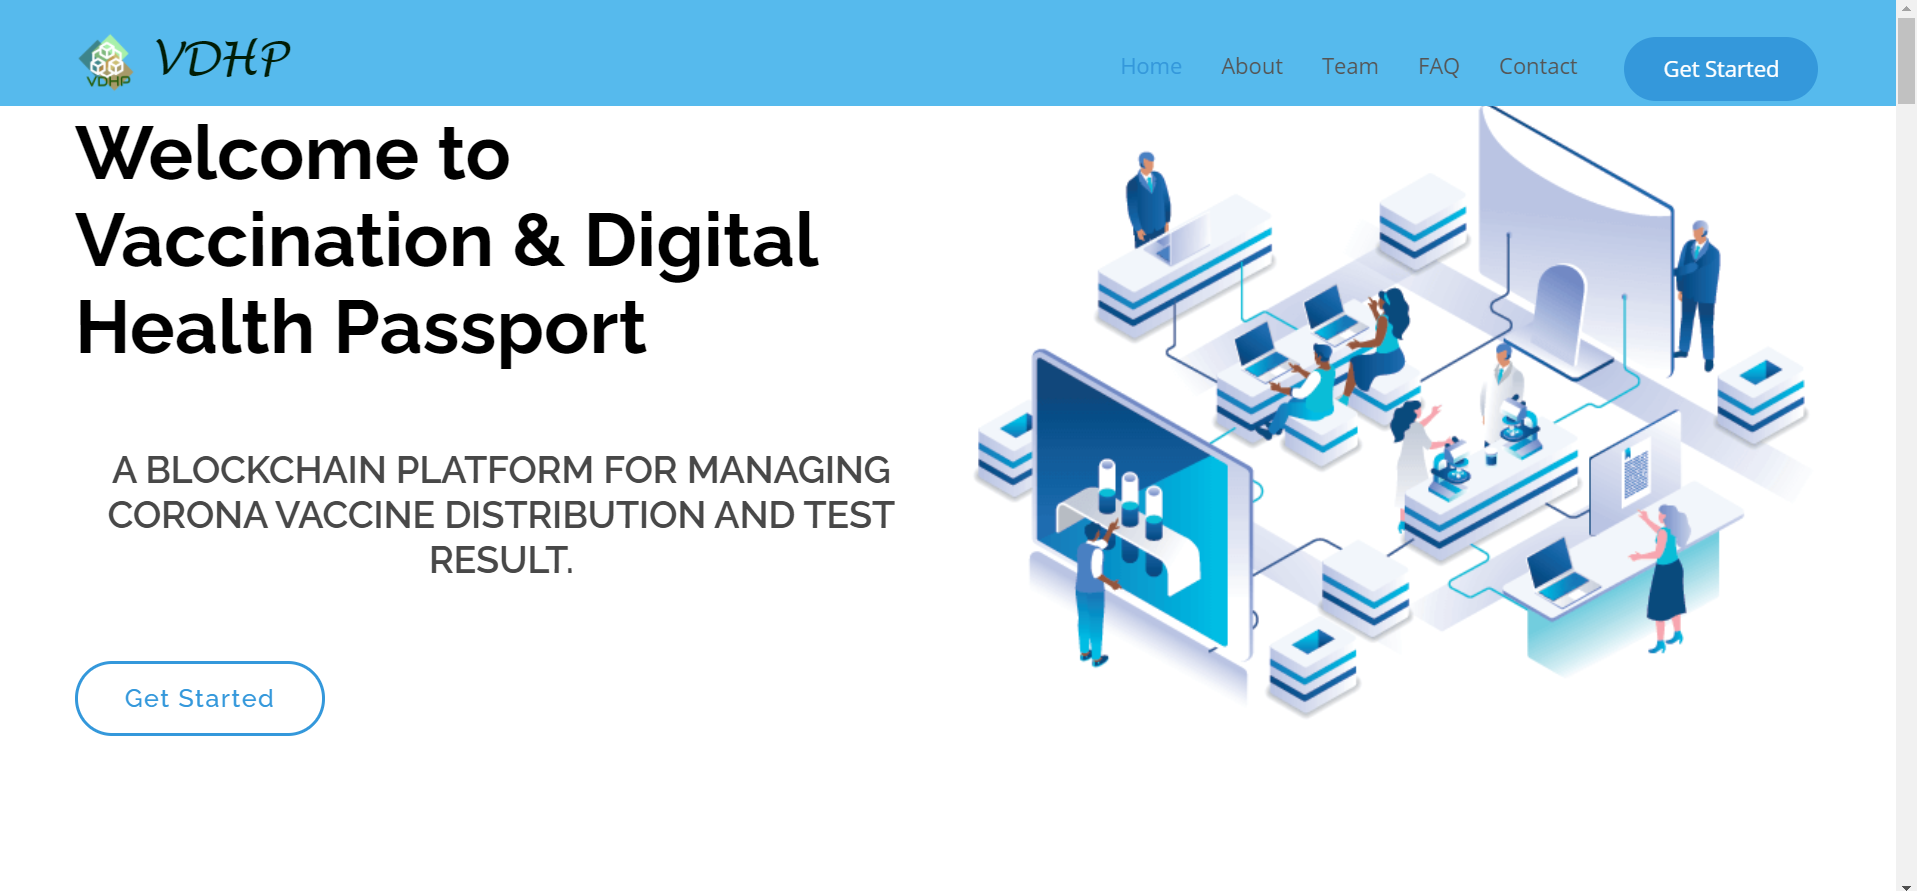 VDHP
VDHP
Home
About
Team
FAQ
Contact
Get Started
Welcome to
Vaccination & Digital
Health Passport
A BLOCKCHAIN PLATFORM FOR MANAGING
CORONA VACCINE DISTRIBUTION AND TEST
RESULT.
Get Started